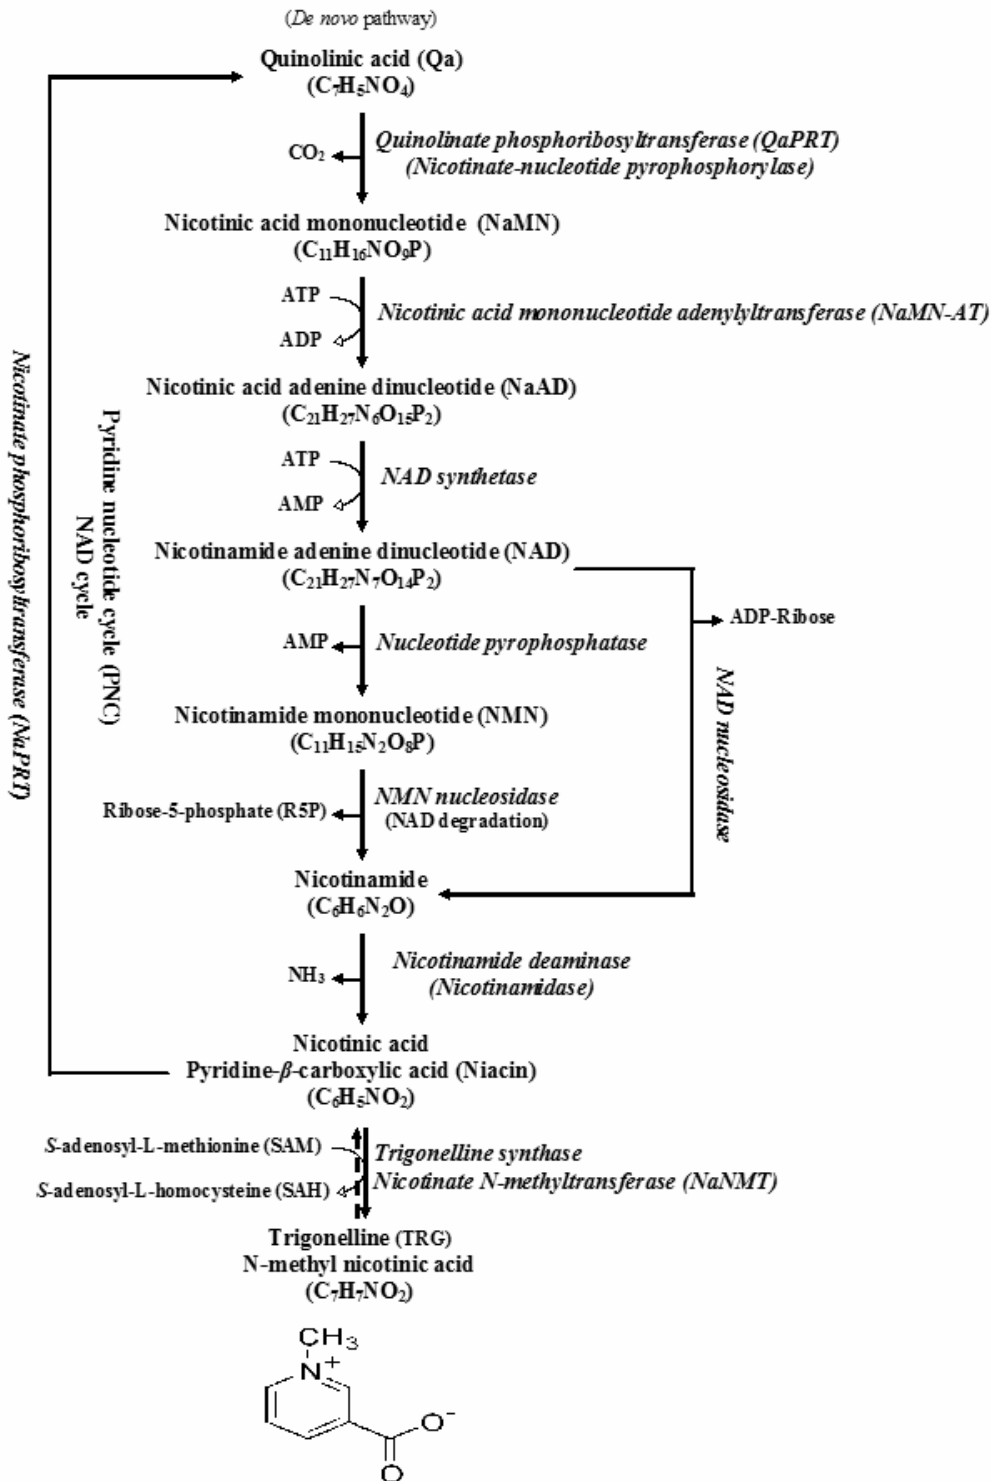 (De novo pathway)
Quinolinic acid (Qa)
(C₇H₅NO₄)
CO₂
Quinolinate phosphoribosyltransferase (QaPRT)
(Nicotinate-nucleotide pyrophosphorylase)
Nicotinic acid mononucleotide (NaMN)
(C₁₁H₁₆NO₉P)
ATP
ADP
Nicotinic acid mononucleotide adenylyltransferase (NaMN-AT)
Nicotinic acid adenine dinucleotide (NaAD)
(C₂₁H₂₇N₆O₁₅P₂)
ATP
AMP
NAD synthetase
Nicotinamide adenine dinucleotide (NAD)
(C₂₁H₂₇N₇O₁₄P₂)
ADP-Ribose
AMP
Nucleotide pyrophosphatase
NAD nucleosidase
Nicotinamide mononucleotide (NMN)
(C₁₁H₁₅N₂O₈P)
Ribose-5-phosphate (R5P)
NMN nucleosidase
(NAD degradation)
Nicotinamide
(C₆H₆N₂O)
NH₃
Nicotinamide deaminase
(Nicotinamidase)
Nicotinic acid
Pyridine-β-carboxylic acid (Niacin)
(C₆H₅NO₂)
Nicotinate phosphoribosyltransferase (NaPRT)
Pyridine nucleotide cycle (PNC)
NAD cycle
S-adenosyl-L-methionine (SAM)
S-adenosyl-L-homocysteine (SAH)
Trigonelline synthase
Nicotinate N-methyltransferase (NaNMT)
Trigonelline (TRG)
N-methyl nicotinic acid
(C₇H₇NO₂)
CH₃
N⁺
O⁻
O